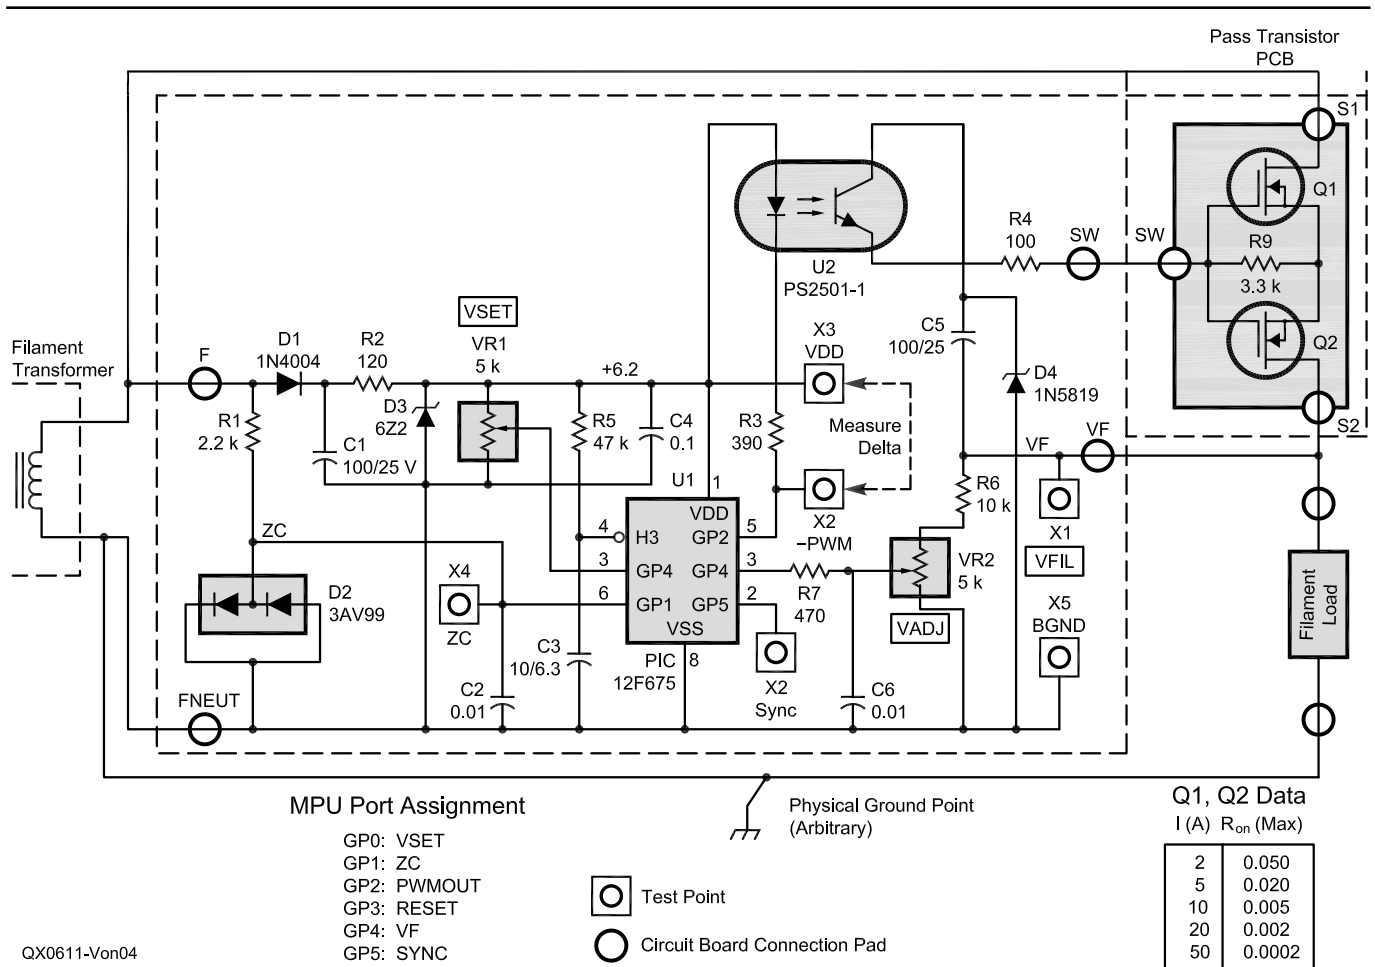 Pass Transistor
PCB
S1
Q1
R4
100
SW
SW
R9
3.3 k
U2
PS2501-1
Q2
S2
VSET
VR1
5 k
X3
VDD
C5
100/25
D4
1N5819
Filament
Transformer
F
D1
1N4004
R2
120
+6.2
R1
2.2 k
D3
6Z2
R5
47 k
C4
0.1
R3
390
Measure
Delta
VF
VF
C1
100/25 V
U1
1
R6
10 k
X1
VFIL
ZC
4
H3
VDD
GP2
5
X2
–PWM
X4
ZC
3
GP4
GP4
3
R7
470
VR2
5 k
VADJ
D2
3AV99
6
GP1
GP5
2
VSS
8
X5
BGND
Filament
Load
C3
10/6.3
PIC
12F675
X2
Sync
FNEUT
C2
0.01
C6
0.01
Physical Ground Point
(Arbitrary)
MPU Port Assignment
GP0: VSET
GP1: ZC
GP2: PWMOUT
GP3: RESET
GP4: VF
GP5: SYNC
Test Point
Circuit Board Connection Pad
Q1, Q2 Data
I (A) Ron (Max)
2 0.050
5 0.020
10 0.005
20 0.002
50 0.0002
QX0611-Von04